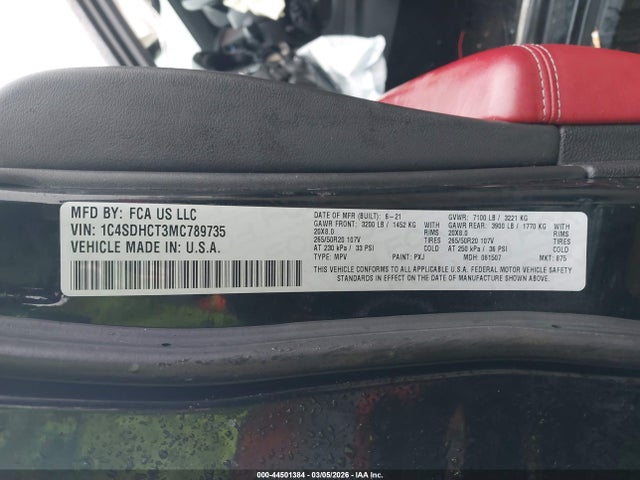 MFD BY: FCA US LLC
VIN: 1C4SDHCT3MC789735
VEHICLE MADE IN U.S.A.
DATE OF MFR (BUILT): 6-21 GVWR: 7100 LB / 3221 KG
GAWR FRONT: 3200 LB / 1452 KG WITH GAWR REAR: 3900 LB / 1770 KG WITH
20X8.0 RIMS 20X8.0 RIMS
265/50R20 107V TIRES 265/50R20 107V TIRES
AT 230 kPa / 33 PSI COLD AT 250 kPa / 36 PSI COLD
TYPE: MPV PAINT: PXJ MDH: 061507 MKT: 875
THIS VEHICLE CONFORMS TO ALL APPLICABLE U.S.A. FEDERAL MOTOR VEHICLE SAFETY
STANDARDS IN EFFECT ON THE DATE OF MANUFACTURE SHOWN ABOVE.
000-44501384 | 03/05/2026 - IAA Inc.